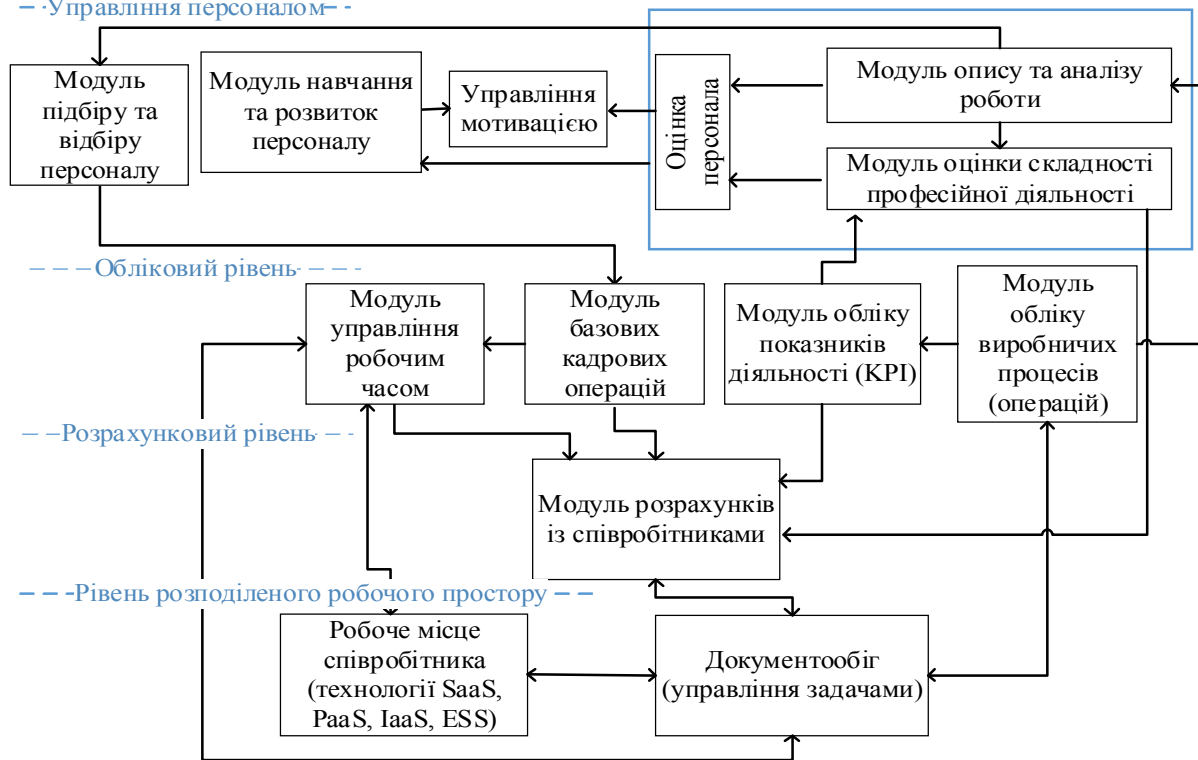 Управління персоналом
Модуль
підбіру та
відбіру
персоналу
Модуль навчання
та розвиток
персоналу
Управління
мотивацією
Оцінка
персонала
Модуль опису та аналізу
роботи
Модуль оцінки складності
професійної діяльності
Обліковий рівень
Модуль
управління
робочим
часом
Модуль
базових
кадрових
операцій
Модуль обліку
показників
діяльності (KPI)
Модуль
обліку
виробничих
процесів
(операцій)
Розрахунковий рівень
Модуль розрахунків
із співробітниками
Рівень розподіленого робочого простору
Робоче місце
співробітника
(технології SaaS,
PaaS, IaaS, ESS)
Документообіг
(управління задачами)